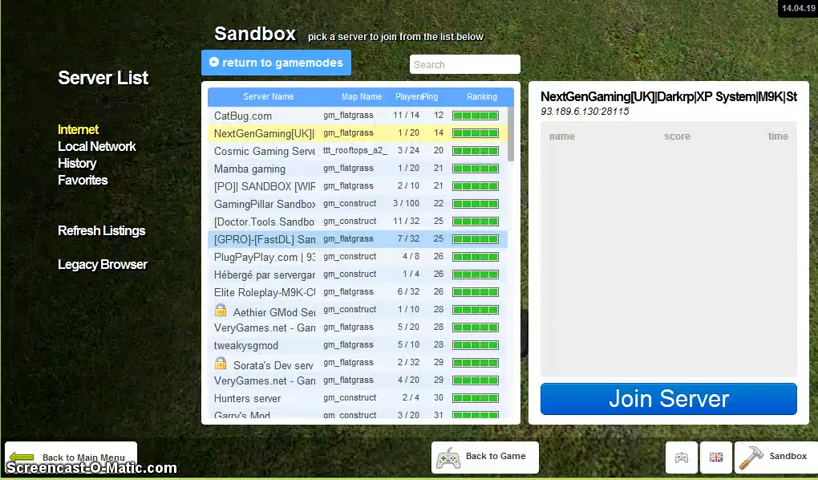 14.04.19
Sandbox pick a server to join from the list below
return to gamemodes
Search
Server List
Internet
Local Network
History
Favorites
Refresh Listings
Legacy Browser
Server Name Map Name Players Ping Ranking
CatBug.com gm_flatgrass 11 / 14 12
NextGenGaming[UK]| gm_flatgrass 1 / 20 14
Cosmic Gaming Serve ttt_rooftops_a2_ 3 / 24 20
Mamba gaming gm_flatgrass 1 / 20 21
[PO]| SANDBOX [WIP gm_flatgrass 2 / 10 21
GamingPillar Sandbox gm_construct 3 / 100 22
[Doctor.Tools.Sandbo gm_construct 11 / 32 25
[GPRO]-[FastDL] San gm_flatgrass 7 / 32 25
PlugPayPlay.com | 93 gm_construct 4 / 8 26
Hébergé par servergar gm_construct 1 / 4 26
Elite Roleplay-M9K-C gm_construct 6 / 32 26
Aethier GMod Ser gm_construct 1 / 10 28
VeryGames.net - Gar gm_flatgrass 5 / 20 28
tweakysgmod gm_flatgrass 5 / 10 28
Sorata's Dev serv gm_flatgrass 2 / 32 29
VeryGames.net - Gar gm_flatgrass 4 / 20 29
Hunters server gm_construct 2 / 4 30
Garry's Mod gm_construct 3 / 20 31
NextGenGaming[UK]|Darkrp|XP System|M9K|St
93.189.6.130:28115
name score time
Join Server
Back to Main Menu
Back to Game
Sandbox
Screencast-O-Matic.com